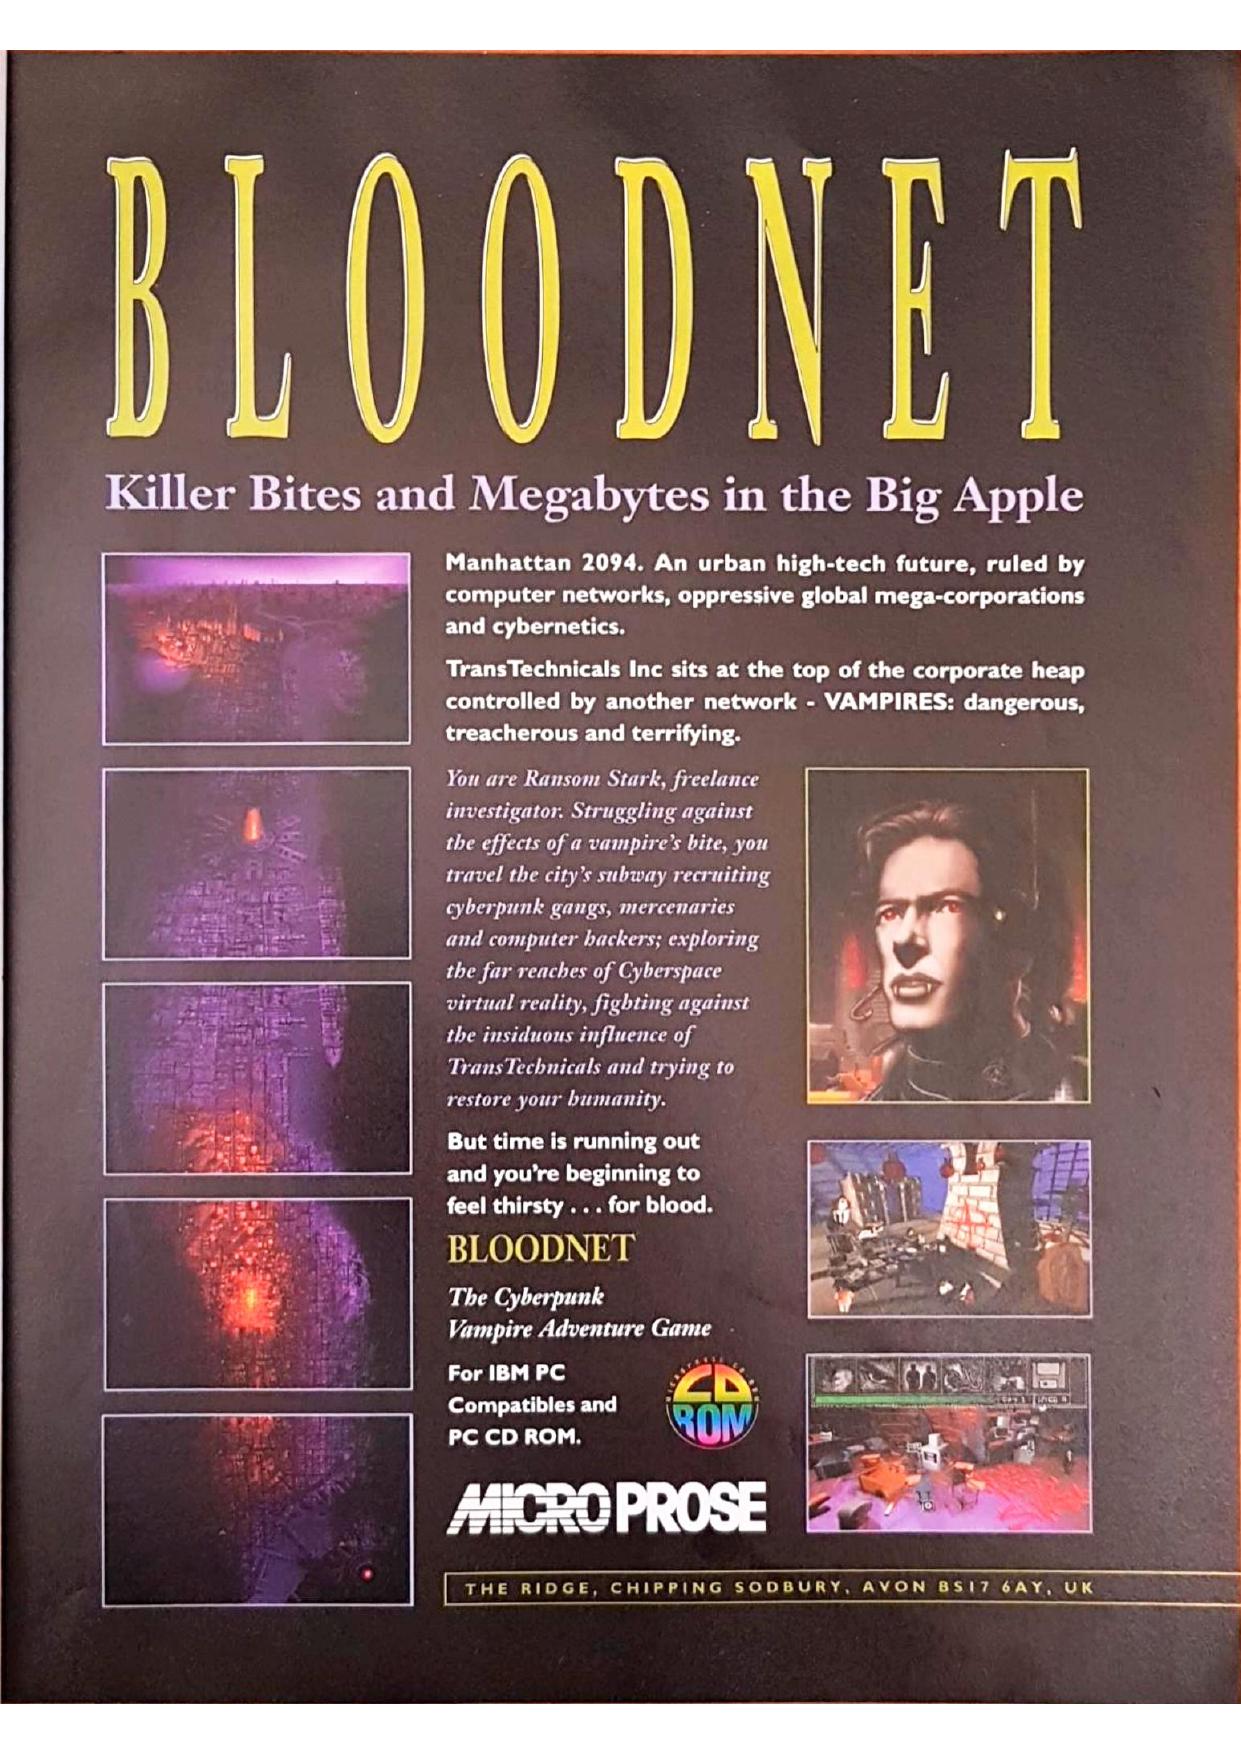 BLOODNET
Killer Bites and Megabytes in the Big Apple
Manhattan 2094. An urban high-tech future, ruled by
computer networks, oppressive global mega-corporations
and cybernetics.
TransTechnicals Inc sits at the top of the corporate heap
controlled by another network - VAMPIRES: dangerous,
treacherous and terrifying.
You are Ransom Stark, freelance
investigator. Struggling against
the effects of a vampire's bite, you
travel the city's subway recruiting
cyberpunk gangs, mercenaries
and computer hackers; exploring
the far reaches of Cyberspace
virtual reality, fighting against
the insiduous influence of
TransTechnicals and trying to
restore your humanity.
But time is running out
and you're beginning to
feel thirsty . . . for blood.
BLOODNET
The Cyberpunk
Vampire Adventure Game
For IBM PC
Compatibles and
PC CD ROM.
CD
ROM
MICROPROSE
THE RIDGE, CHIPPING SODBURY, AVON BS17 6AY, UK